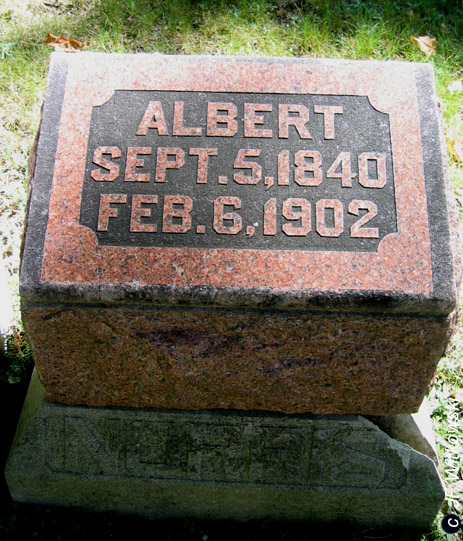 ALBERT
SEPT. 5, 1840
FEB. 6, 1902